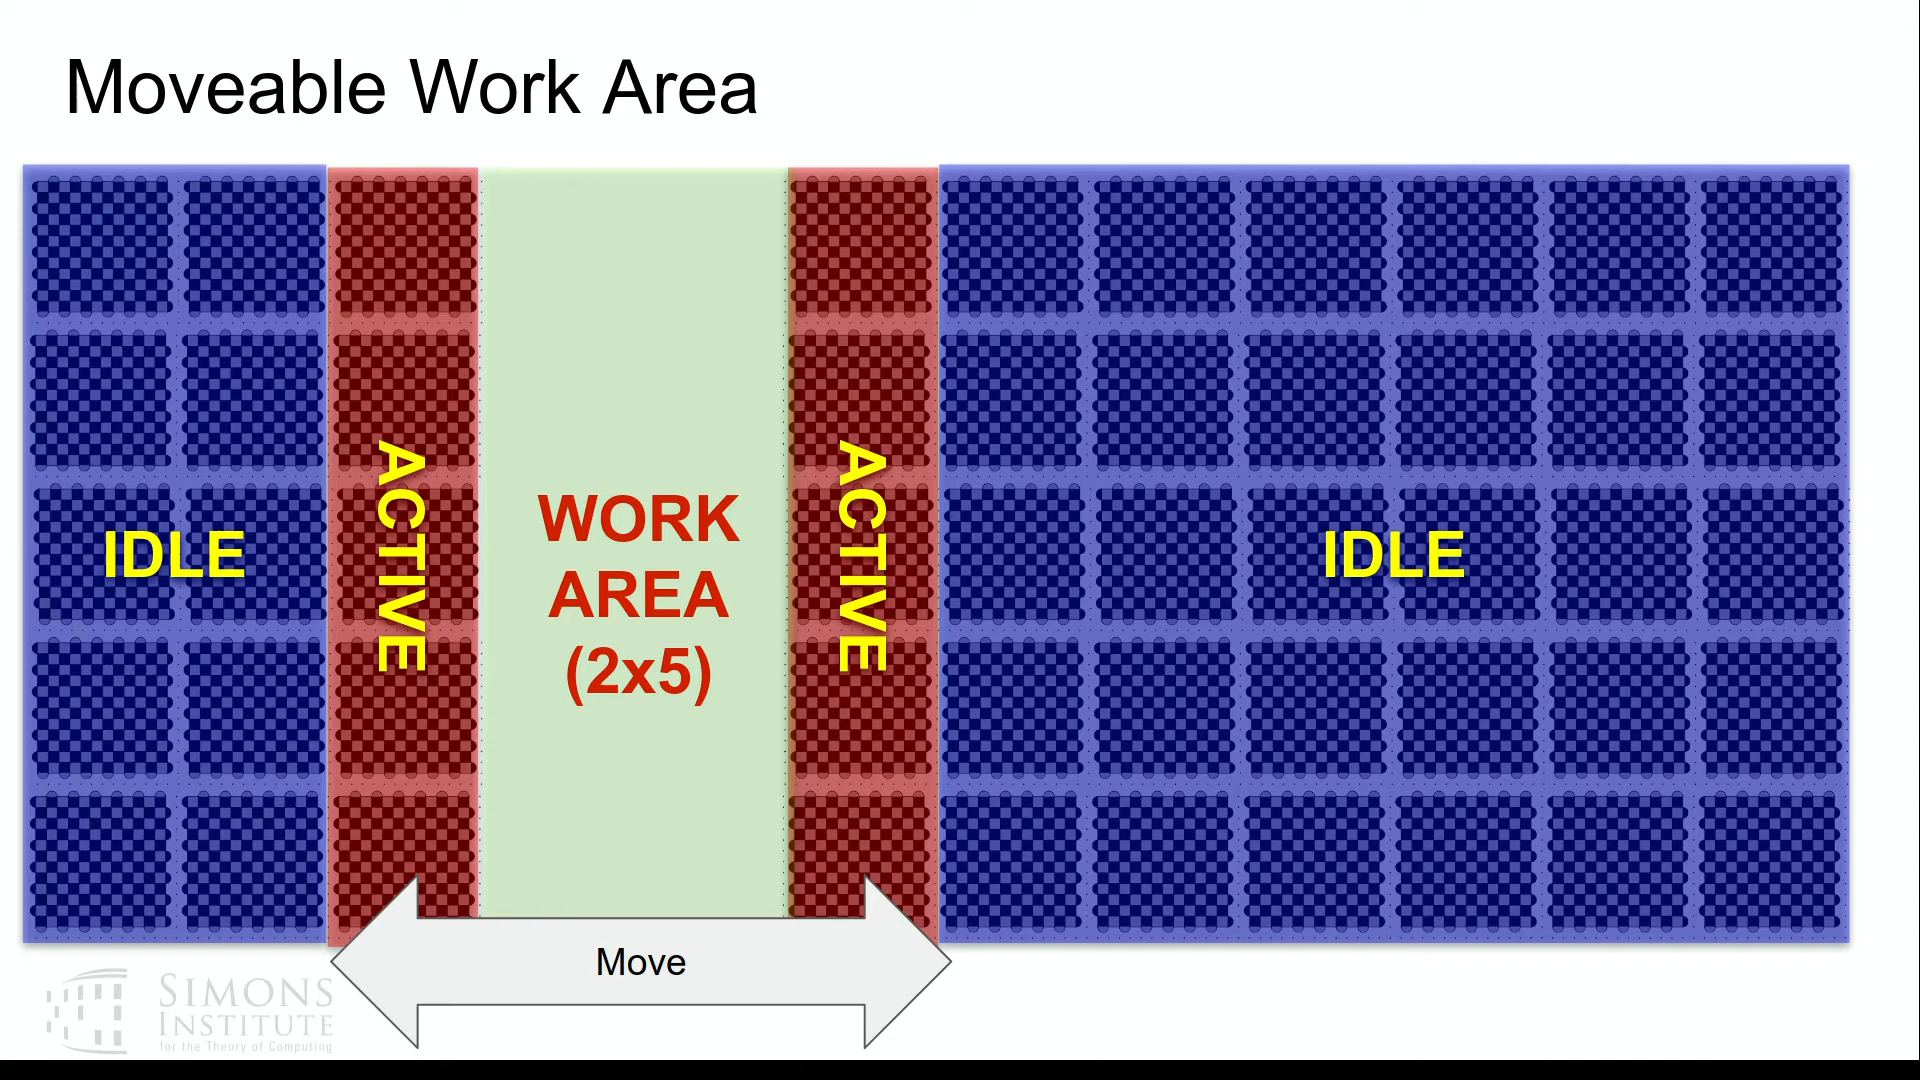 Moveable Work Area
IDLE
ACTIVE
WORK
AREA
(2x5)
ACTIVE
IDLE
Move
SIMONS
INSTITUTE
for the Theory of Computing